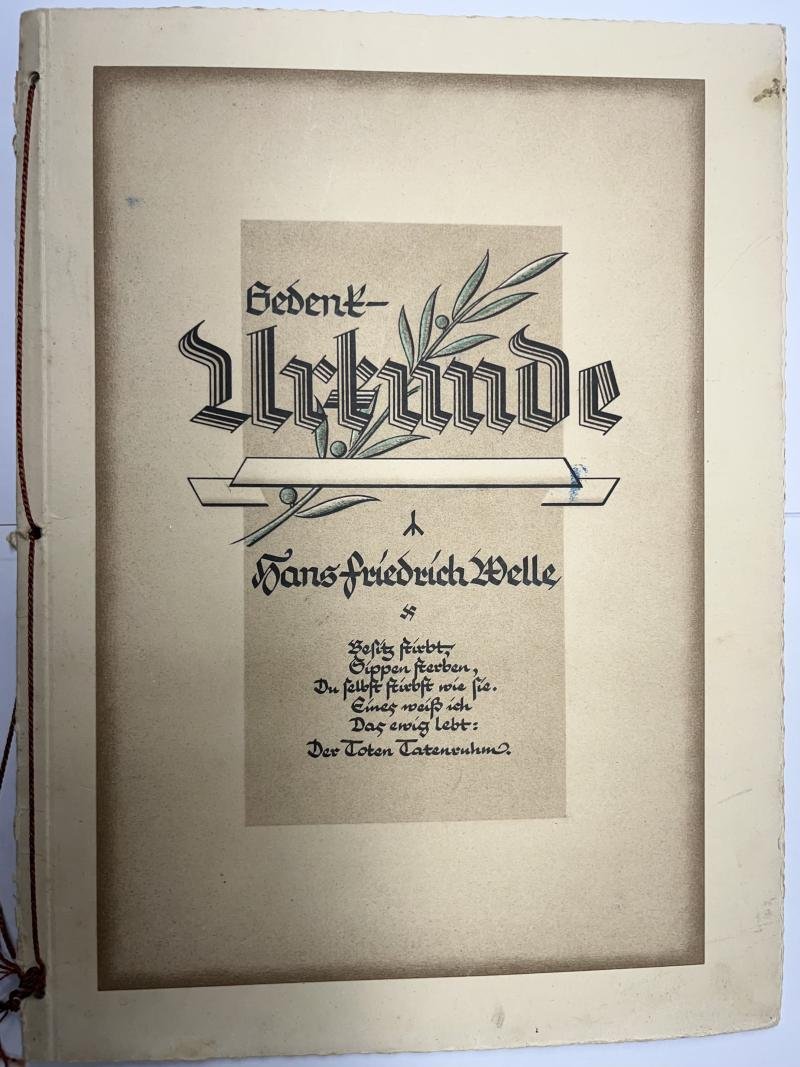 Gedenk-
Urkunde
Hans-Friedrich Welle
Besitz stirbt,
Sippen sterben,
Du selbst stirbst wie sie.
Eines weiß ich
Das ewig lebt:
Der Toten Tatenruhm.